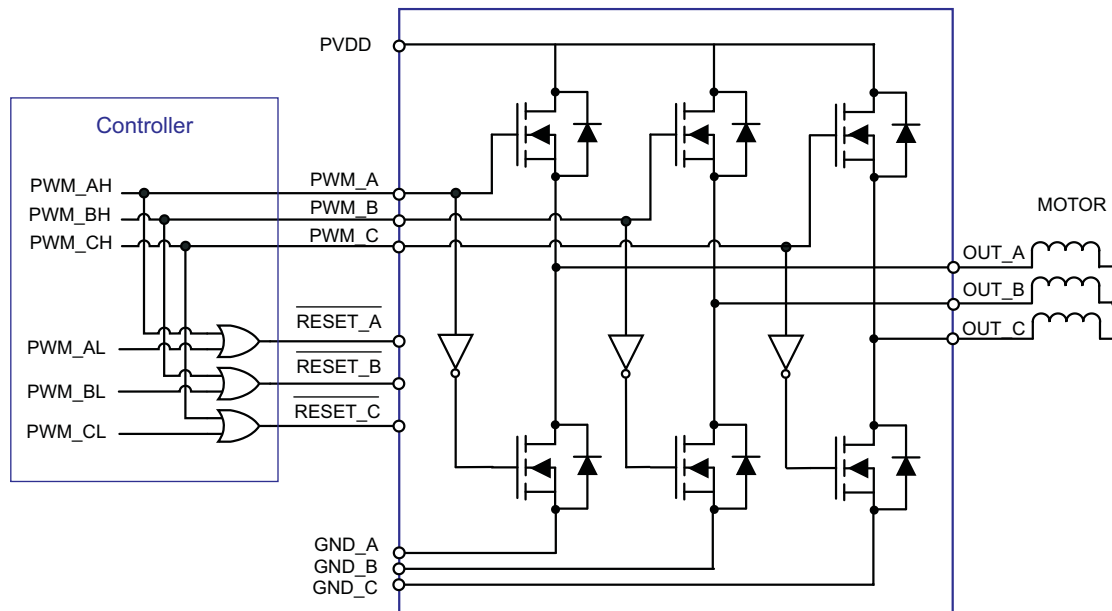 PVDD
Controller
PWM_AH
PWM_A
PWM_BH
PWM_B
MOTOR
PWM_CH
PWM_C
OUT_A
OUT_B
OUT_C
RESET_A
PWM_AL
RESET_B
PWM_BL
RESET_C
PWM_CL
GND_A
GND_B
GND_C